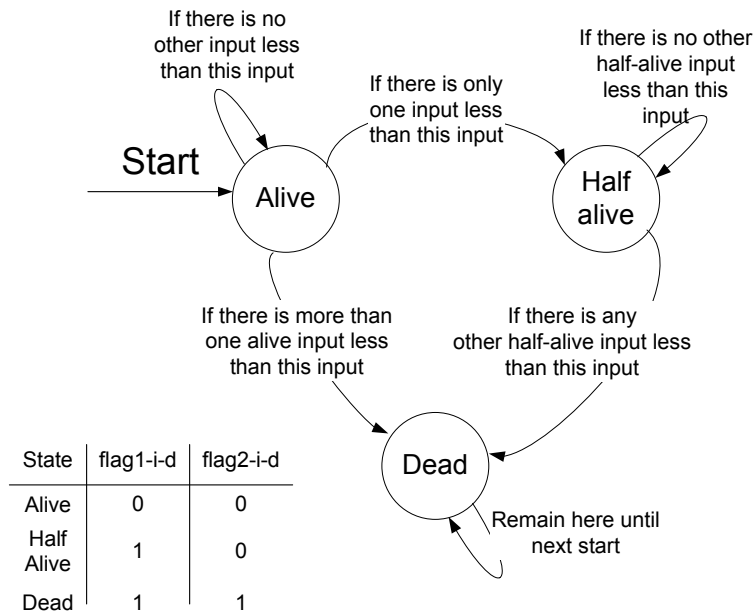 If there is no
other input less
than this input
If there is only
one input less
than this input
If there is no other
half-alive input
less than this
input
Start
Alive
Half
alive
If there is more than
one alive input less
than this input
If there is any
other half-alive input less
than this input
Dead
Remain here until
next start
State flag1-i-d flag2-i-d
Alive 0 0
Half
Alive 1 0
Dead 1 1